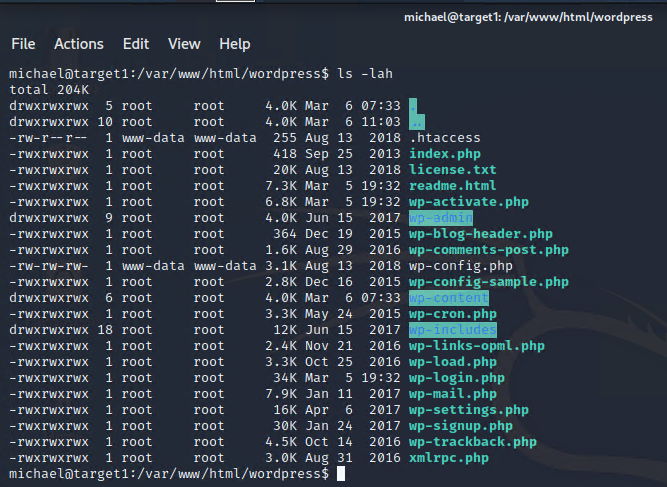 michael@target1: /var/www/html/wordpress
File Actions Edit View Help
michael@target1:/var/www/html/wordpress$ ls -lah
total 204K
drwxrwxrwx 5 root root 4.0K Mar 6 07:33 .
drwxrwxrwx 10 root root 4.0K Mar 6 11:03 ..
-rw-r--r-- 1 www-data www-data 255 Aug 13 2018 .htaccess
-rwxrwxrwx 1 root root 418 Sep 25 2013 index.php
-rwxrwxrwx 1 root root 20K Aug 13 2018 license.txt
-rwxrwxrwx 1 root root 7.3K Mar 5 19:32 readme.html
-rwxrwxrwx 1 root root 6.8K Mar 5 19:32 wp-activate.php
drwxrwxrwx 9 root root 4.0K Jun 15 2017 wp-admin
-rwxrwxrwx 1 root root 364 Dec 19 2015 wp-blog-header.php
-rwxrwxrwx 1 root root 1.6K Aug 29 2016 wp-comments-post.php
-rw-rw-rw- 1 www-data www-data 3.1K Aug 13 2018 wp-config.php
-rwxrwxrwx 1 root root 2.8K Dec 16 2015 wp-config-sample.php
drwxrwxrwx 6 root root 4.0K Mar 6 07:33 wp-content
-rwxrwxrwx 1 root root 3.3K May 24 2015 wp-cron.php
drwxrwxrwx 18 root root 12K Jun 15 2017 wp-includes
-rwxrwxrwx 1 root root 2.4K Nov 21 2016 wp-links-opml.php
-rwxrwxrwx 1 root root 3.3K Oct 25 2016 wp-load.php
-rwxrwxrwx 1 root root 34K Mar 5 19:32 wp-login.php
-rwxrwxrwx 1 root root 7.9K Jan 11 2017 wp-mail.php
-rwxrwxrwx 1 root root 16K Apr 6 2017 wp-settings.php
-rwxrwxrwx 1 root root 30K Jan 24 2017 wp-signup.php
-rwxrwxrwx 1 root root 4.5K Oct 14 2016 wp-trackback.php
-rwxrwxrwx 1 root root 3.0K Aug 31 2016 xmlrpc.php
michael@target1:/var/www/html/wordpress$